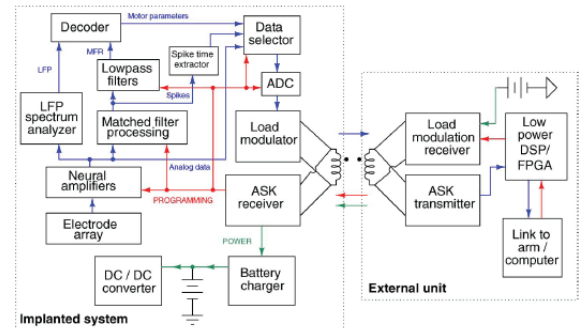 Decoder
Motor parameters
Data
selector
MFR
Spike time
extractor
LFP
Lowpass
filters
ADC
Spikes
LFP
spectrum
analyzer
Matched filter
processing
Load
modulator
Load
modulation
receiver
Low
power
DSP/
FPGA
Analog data
Neural
amplifiers
PROGRAMMING
ASK
receiver
ASK
transmitter
Electrode
array
POWER
Link to
arm /
computer
DC / DC
converter
Battery
charger
Implanted system
External unit